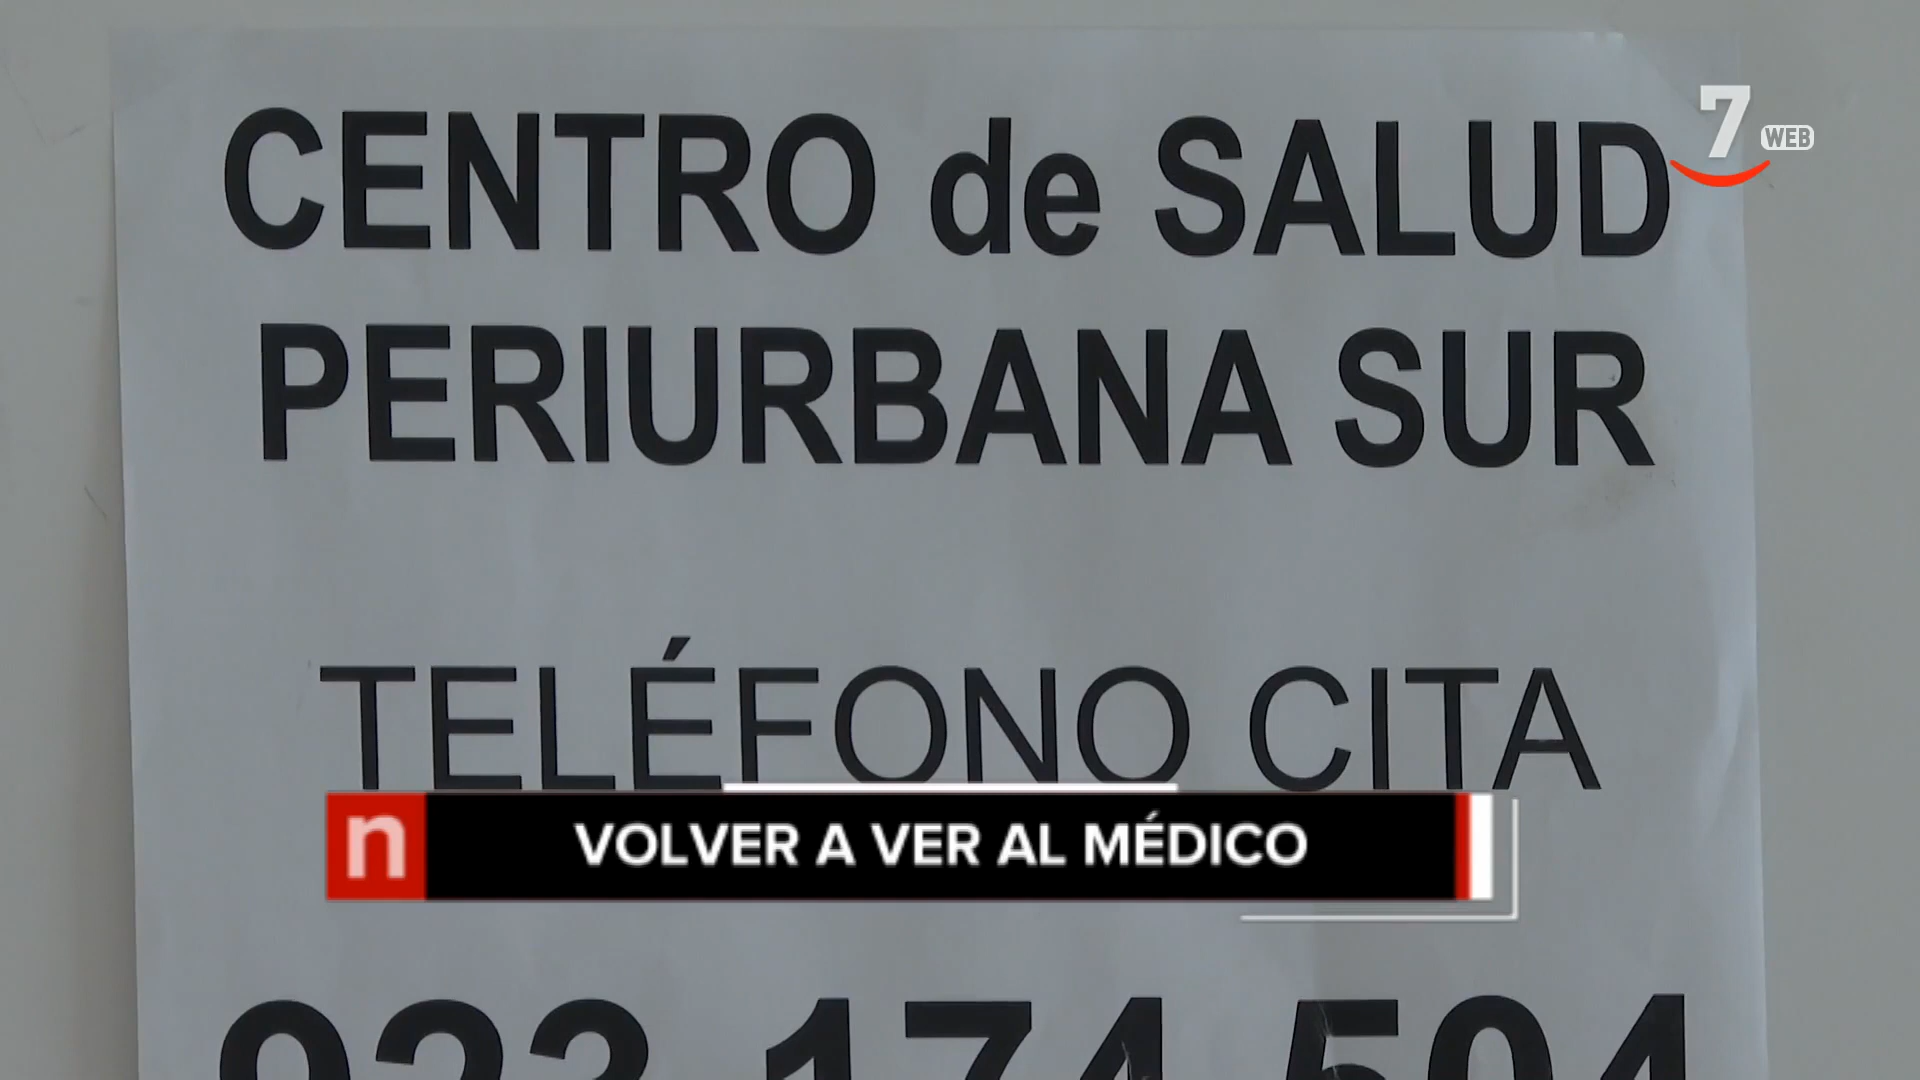 CENTRO de SALUD
7 WEB
PERIURBANA SUR
TELÉFONO CITA
n VOLVER A VER AL MÉDICO